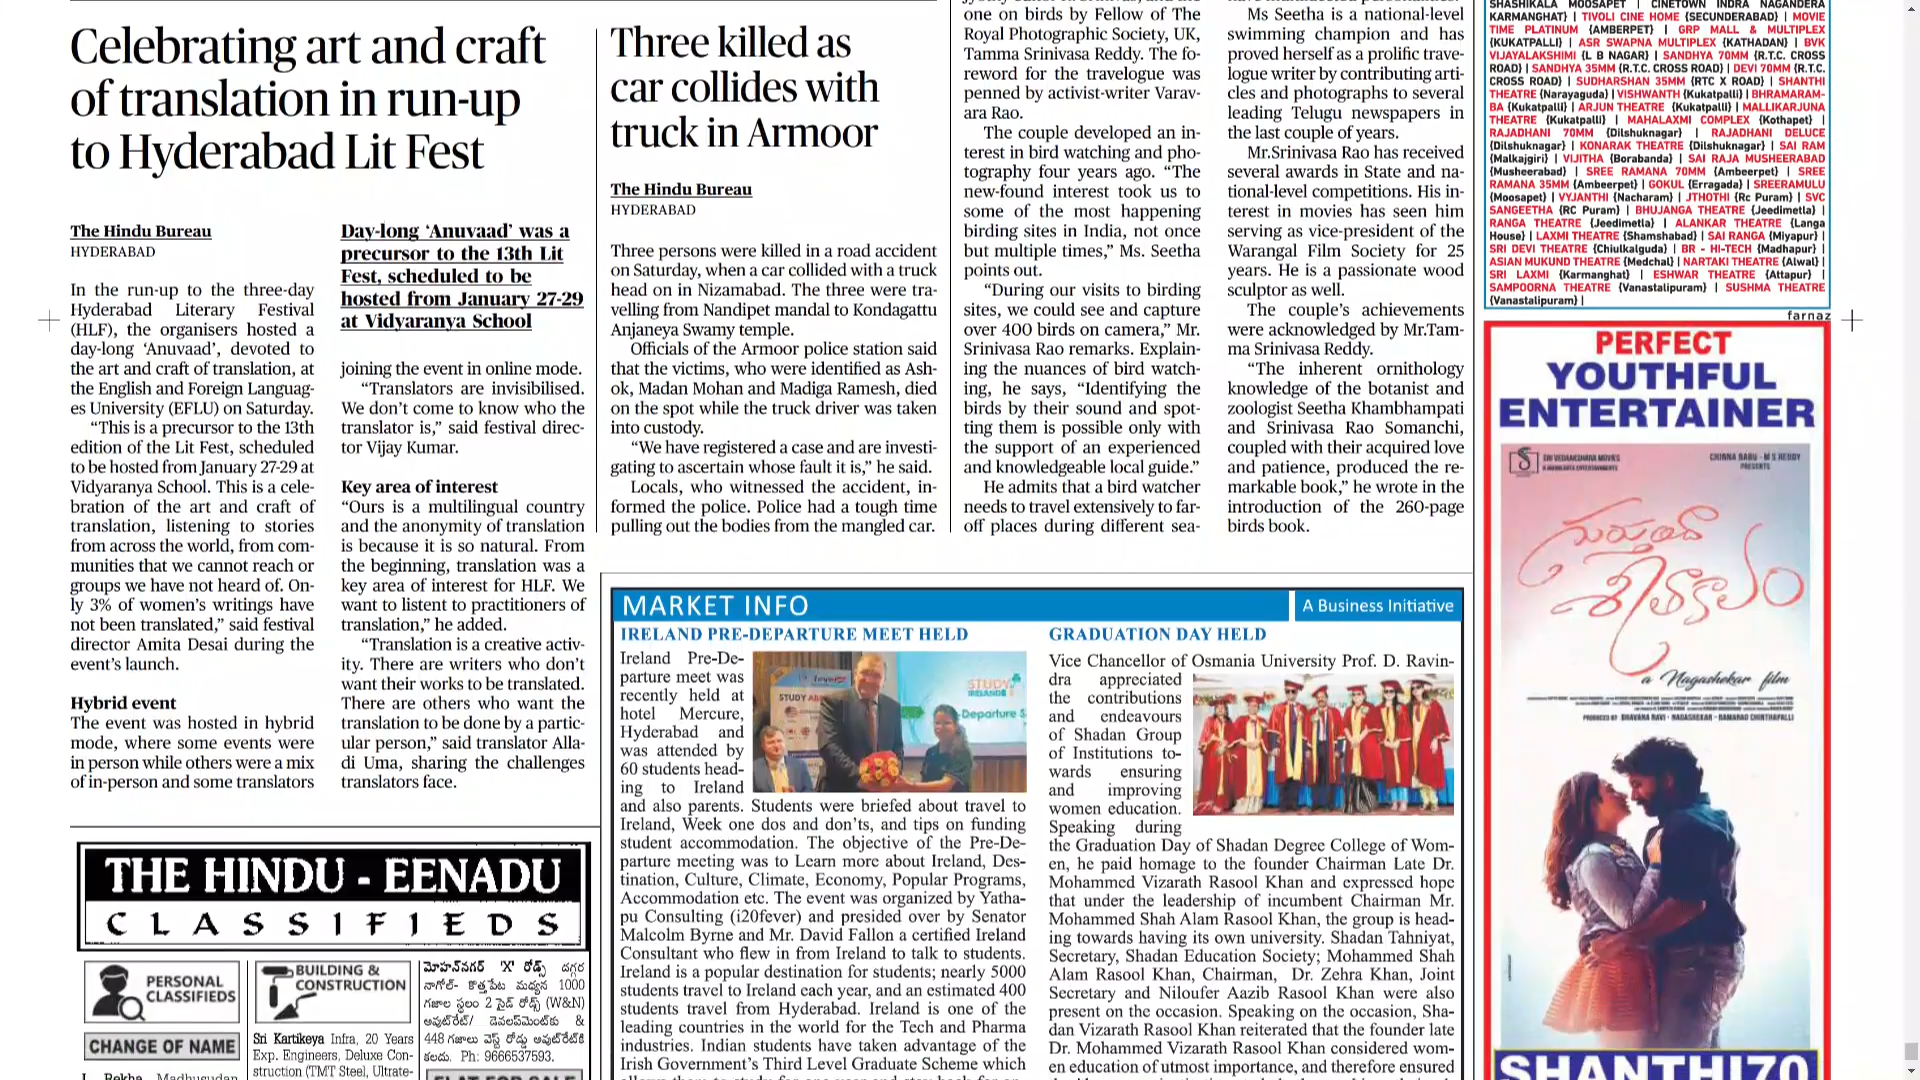 Celebrating art and craft
of translation in run-up
to Hyderabad Lit Fest
The Hindu Bureau
HYDERABAD
In the run-up to the three-day
Hyderabad Literary Festival
(HLF), the organisers hosted a
day-long ‘Anuvaad’, devoted to
the art and craft of translation, at
the English and Foreign Languag-
es University (EFLU) on Saturday.
“This is a precursor to the 13th
edition of the Lit Fest, scheduled
to be hosted from January 27-29 at
Vidyaranya School. This is a cele-
bration of the art and craft of
translation, listening to stories
from across the world, from com-
munities that we cannot reach or
groups we have not heard of. On-
ly 3% of women’s writings have
not been translated,” said festival
director Amita Desai during the
event’s launch.
Hybrid event
The event was hosted in hybrid
mode, where some events were
in person while others were a mix
of in-person and some translators
Day-long ‘Anuvaad’ was a
precursor to the 13th Lit
Fest, scheduled to be
hosted from January 27-29
at Vidyaranya School
joining the event in online mode.
“Translators are invisibilised.
We don’t come to know who the
translator is,” said festival direc-
tor Vijay Kumar.
Key area of interest
“Ours is a multilingual country
and the anonymity of translation
is because it is so natural. From
the beginning, translation was a
key area of interest for HLF. We
want to listent to practitioners of
translation,” he added.
“Translation is a creative activ-
ity. There are writers who don’t
want their works to be translated.
There are others who want the
translation to be done by a partic-
ular person,” said translator Alla-
di Uma, sharing the challenges
translators face.
Three killed as
car collides with
truck in Armoor
The Hindu Bureau
HYDERABAD
Three persons were killed in a road accident
on Saturday, when a car collided with a truck
head on in Nizamabad. The three were tra-
velling from Nandipet mandal to Kondagattu
Anjaneya Swamy temple.
Officials of the Armoor police station said
that the victims, who were identified as Ash-
ok, Madan Mohan and Madiga Ramesh, died
on the spot while the truck driver was taken
into custody.
“We have registered a case and are investi-
gating to ascertain whose fault it is,” he said.
Locals, who witnessed the accident, in-
formed the police. Police had a tough time
pulling out the bodies from the mangled car.
one on birds by Fellow of The
Royal Photographic Society, UK,
Tamma Srinivasa Reddy. The fo-
reword for the travelogue was
penned by activist-writer Varav-
ara Rao.
The couple developed an in-
terest in bird watching and pho-
tography four years ago. “The
new-found interest took us to
some of the most happening
birding sites in India, not once
but multiple times,” Ms. Seetha
points out.
“During our visits to birding
sites, we could see and capture
over 400 birds on camera,” Mr.
Srinivasa Rao remarks. Explain-
ing the nuances of bird watch-
ing, he says, “Identifying the
birds by their sound and spot-
ting them is possible only with
the support of an experienced
and knowledgeable local guide.”
He admits that a bird watcher
needs to travel extensively to far-
off places during different sea-
Ms Seetha is a national-level
swimming champion and has
proved herself as a prolific trave-
logue writer by contributing arti-
cles and photographs to several
leading Telugu newspapers in
the last couple of years.
Mr.Srinivasa Rao has received
several awards in State and na-
tional-level competitions. His in-
terest in movies has seen him
serving as vice-president of the
Warangal Film Society for 25
years. He is a passionate wood
sculptor as well.
The couple’s achievements
were acknowledged by Mr.Tam-
ma Srinivasa Reddy.
“The inherent ornithology
knowledge of the botanist and
zoologist Seetha Khambhampati
and Srinivasa Rao Somanchi,
coupled with their acquired love
and patience, produced the re-
markable book,” he wrote in the
introduction of the 260-page
birds book.
SHASHIKALA MOOSAPET | CINETOWN INDRA NAGANDERA
KARMANGHAT} | TIVOLI CINE HOME {SECUNDERABAD} | MOVIE
TIME PLATINUM {AMBERPET} | GRP MALL & MULTIPLEX
{KUKATPALLI} | ASR SWAPNA MULTIPLEX {KATHADAN} | BVK
VIJAYALAKSHIMI {L B NAGAR} | SANDHYA 70MM {R.T.C. CROSS
ROAD} | SANDHYA 35MM {R.T.C. CROSS ROAD} | DEVI 70MM {R.T.C.
CROSS ROAD} | SUDHARSHAN 35MM {RTC X ROAD} | SHANTHI
THEATRE {Narayaguda} | VISHWANTH {Kukatpalli} | BHRAMARAM-
BA {Kukatpalli} | ARJUN THEATRE {Kukatpalli} | MALLIKARJUNA
THEATRE {Kukatpalli} | MAHALAXMI COMPLEX {Kothapet} |
RAJADHANI 70MM {Dilshuknagar} | RAJADHANI DELUCE
{Dilshuknagar} | KONARAK THEATRE {Dilshuknagar} | SAI RAM
{Malkajgiri} | VIJITHA {Borabanda} | SAI RAJA MUSHEERABAD
{Musheerabad} | SREE RAMANA 70MM {Ambeerpet} | SREE
RAMANA 35MM {Ambeerpet} | GOKUL {Erragada} | SREERAMULU
{Moosapet} | VYJANTHI {Nacharam} | JTHOTHI {Rc Puram} | SVC
SANGEETHA {RC Puram} | BHUJANGA THEATRE {Jeedimetla} |
RANGA THEATRE {Jeedimetla} | ALANKAR THEATRE {Langa
House} | LAXMI THEATRE {Shamshabad} | SAI RANGA {Miyapur} |
SRI DEVI THEATRE {Chiulkalguda} | BR - HI-TECH {Madhapur} |
ASIAN MUKUND THEATRE {Medchal} | NARTAKI THEATRE {Alwal} |
SRI LAXMI {Karmanghat} | ESHWAR THEATRE {Attapur} |
SAMPOORNA THEATRE {Vanastalipuram} | SUSHMA THEATRE
{Vanastalipuram} |
farnaz
PERFECT
YOUTHFUL
ENTERTAINER
SRI VEDAAKSHARA MOVIES
CHINNA BABU - M S REDDY
PRESENTS
గుర్తుందా
శీతాకాలం
a Nagashekar film
PRODUCED BY BHAVANA RAVI - NAGASHEKAR - RAMARAO CHINTHAPALLI
SHANTHI70
MARKET INFO
A Business Initiative
IRELAND PRE-DEPARTURE MEET HELD
Ireland Pre-De-
parture meet was
recently held at
hotel Mercure,
Hyderabad and
was attended by
60 students head-
ing to Ireland
and also parents. Students were briefed about travel to
Ireland, Week one dos and don’ts, and tips on funding
student accommodation. The objective of the Pre-De-
parture meeting was to Learn more about Ireland, Des-
tination, Culture, Climate, Economy, Popular Programs,
Accommodation etc. The event was organized by Yatha-
pu Consulting (i20fever) and presided over by Senator
Malcolm Byrne and Mr. David Fallon a certified Ireland
Consultant who flew in from Ireland to talk to students.
Ireland is a popular destination for students; nearly 5000
students travel to Ireland each year, and an estimated 400
students travel from Hyderabad. Ireland is one of the
leading countries in the world for the Tech and Pharma
industries. Indian students have taken advantage of the
Irish Government’s Third Level Graduate Scheme which
STUDY
IRELAND
Departure
GRADUATION DAY HELD
Vice Chancellor of Osmania University Prof. D. Ravin-
dra appreciated
the contributions
and endeavours
of Shadan Group
of Institutions to-
wards ensuring
and improving
women education.
Speaking during
the Graduation Day of Shadan Degree College of Wom-
en, he paid homage to the founder Chairman Late Dr.
Mohammed Vizarath Rasool Khan and expressed hope
that under the leadership of incumbent Chairman Mr.
Mohammed Shah Alam Rasool Khan, the group is head-
ing towards having its own university. Shadan Tahniyat,
Secretary, Shadan Education Society; Mohammed Shah
Alam Rasool Khan, Chairman, Dr. Zehra Khan, Joint
Secretary and Niloufer Aazib Rasool Khan were also
present on the occasion. Speaking on the occasion, Sha-
dan Vizarath Rasool Khan reiterated that the founder late
Dr. Mohammed Vizarath Rasool Khan considered wom-
en education of utmost importance, and therefore ensured
THE HINDU - EENADU
CLASSIFIEDS
PERSONAL
CLASSIFIEDS
CHANGE OF NAME
BUILDING &
CONSTRUCTION
Sri Kartikeya Infra, 20 Years
Exp. Engineers, Deluxe Con-
struction (TMT Steel, Ultrate-
మోహన్‌నగర్ 'X' రోడ్స్ దగ్గర
నాగోల్- కొత్తపేట మధ్యన 1000
గజాల స్థలం 2 సైడ్ రోడ్స్ (W&N)
అవుట్‌రేట్/ డెవలప్‌మెంట్‌కు &
448 గజాలు వెస్ట్ రోడ్డు అవుట్‌రేట్‌కి
కలదు. Ph: 9666537593.